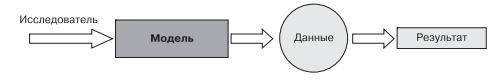 Исследователь
Модель
Данные
Результат